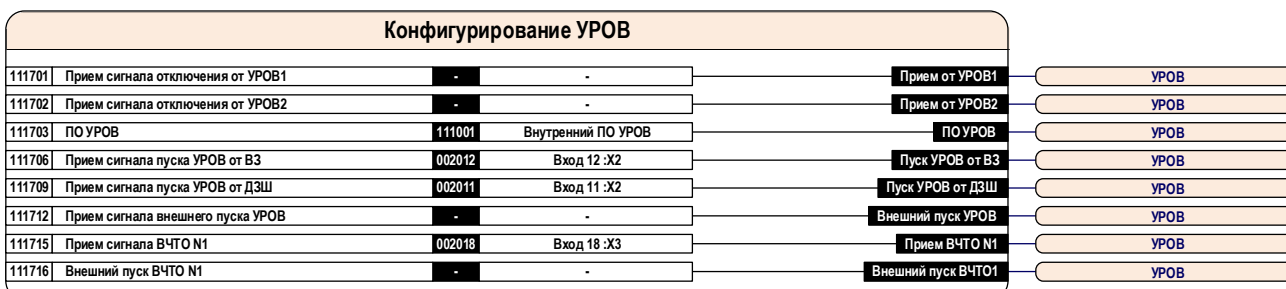 Конфигурирование УРОВ
111701 Прием сигнала отключения от УРОВ1 - - Прием от УРОВ1 УРОВ
111702 Прием сигнала отключения от УРОВ2 - - Прием от УРОВ2 УРОВ
111703 ПО УРОВ 111001 Внутренний ПО УРОВ ПО УРОВ УРОВ
111706 Прием сигнала пуска УРОВ от ВЗ 002012 Вход 12 :X2 Пуск УРОВ от ВЗ УРОВ
111709 Прием сигнала пуска УРОВ от ДЗШ 002011 Вход 11 :X2 Пуск УРОВ от ДЗШ УРОВ
111712 Прием сигнала внешнего пуска УРОВ - - Внешний пуск УРОВ УРОВ
111715 Прием сигнала ВЧТО N1 002018 Вход 18 :X3 Прием ВЧТО N1 УРОВ
111716 Внешний пуск ВЧТО N1 - - Внешний пуск ВЧТО1 УРОВ